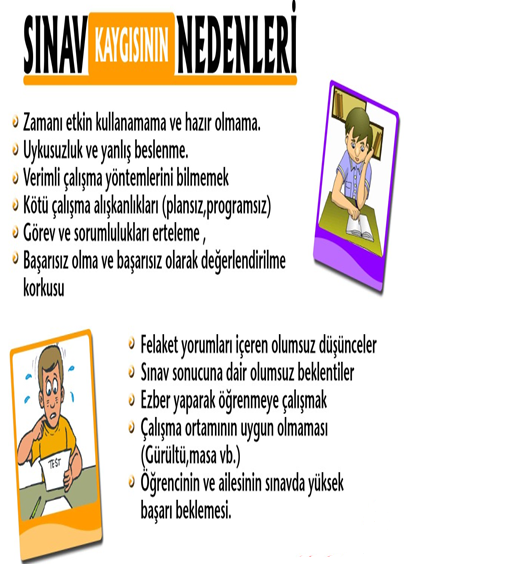 SINAV KAYGISININ NEDENLERİ
Zamanı etkin kullanamama ve hazır olmama.
Uykusuzluk ve yanlış beslenme.
Verimli çalışma yöntemlerini bilmemek
Kötü çalışma alışkanlıkları (plansız,programsız)
Görev ve sorumlulukları erteleme ,
Başarısız olma ve başarısız olarak değerlendirilme
korkusu
Felaket yorumları içeren olumsuz düşünceler
Sınav sonucuna dair olumsuz beklentiler
Ezber yaparak öğrenmeye çalışmak
Çalışma ortamının uygun olmaması
(Gürültü,masa vb.)
Öğrencinin ve ailesinin sınavda yüksek
başarı beklemesi.
TEST